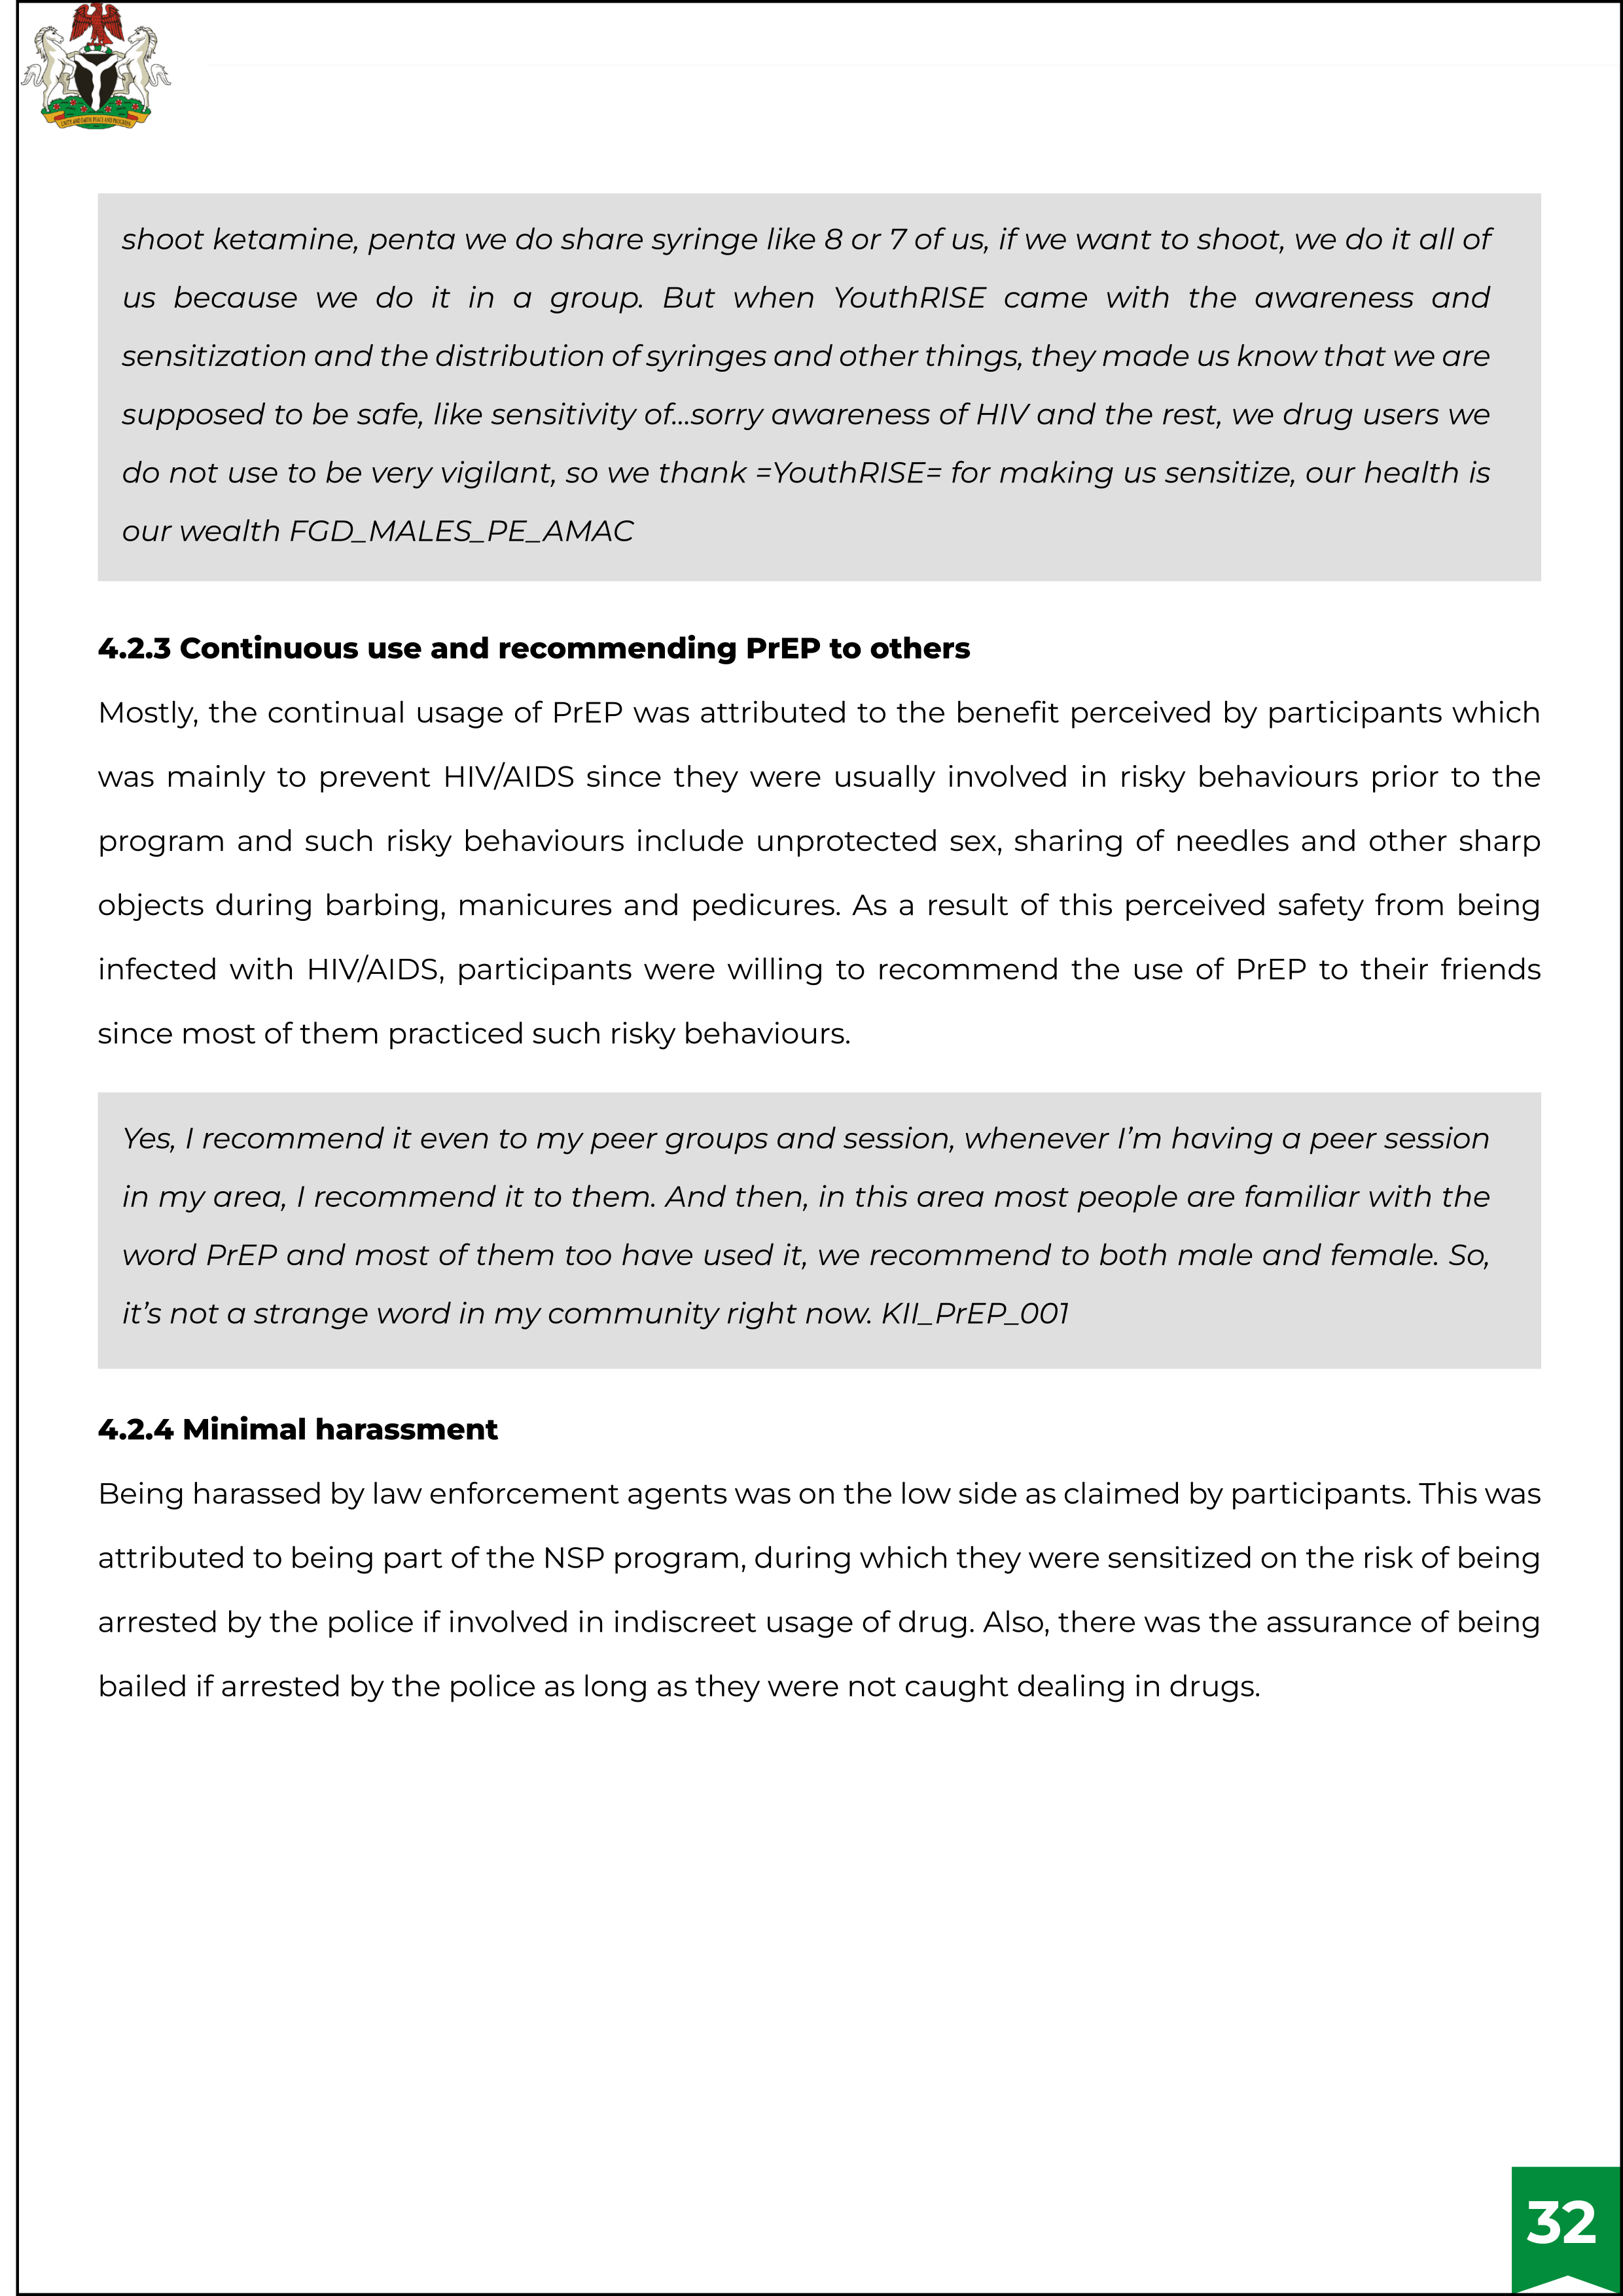 shoot ketamine, penta we do share syringe like 8 or 7 of us, if we want to shoot, we do it all of
us because we do it in a group. But when YouthRISE came with the awareness and
sensitization and the distribution of syringes and other things, they made us know that we are
supposed to be safe, like sensitivity of...sorry awareness of HIV and the rest, we drug users we
do not use to be very vigilant, so we thank =YouthRISE= for making us sensitize, our health is
our wealth FGD_MALES_PE_AMAC
4.2.3 Continuous use and recommending PrEP to others
Mostly, the continual usage of PrEP was attributed to the benefit perceived by participants which
was mainly to prevent HIV/AIDS since they were usually involved in risky behaviours prior to the
program and such risky behaviours include unprotected sex, sharing of needles and other sharp
objects during barbing, manicures and pedicures. As a result of this perceived safety from being
infected with HIV/AIDS, participants were willing to recommend the use of PrEP to their friends
since most of them practiced such risky behaviours.
Yes, I recommend it even to my peer groups and session, whenever I'm having a peer session
in my area, I recommend it to them. And then, in this area most people are familiar with the
word PrEP and most of them too have used it, we recommend to both male and female. So,
it's not a strange word in my community right now. KII_PrEP_001
4.2.4 Minimal harassment
Being harassed by law enforcement agents was on the low side as claimed by participants. This was
attributed to being part of the NSP program, during which they were sensitized on the risk of being
arrested by the police if involved in indiscreet usage of drug. Also, there was the assurance of being
bailed if arrested by the police as long as they were not caught dealing in drugs.
32